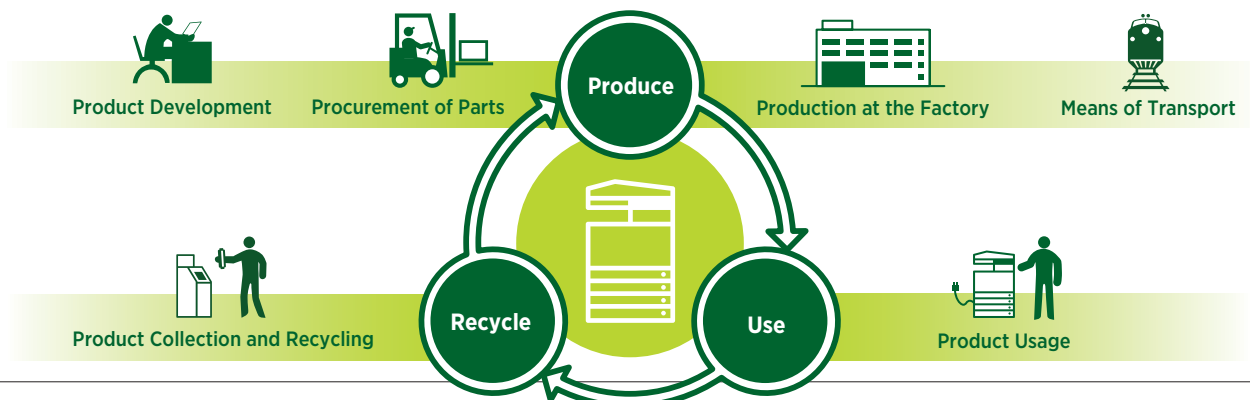 Product Development
Procurement of Parts
Produce
Production at the Factory
Means of Transport
Product Collection and Recycling
Recycle
Use
Product Usage